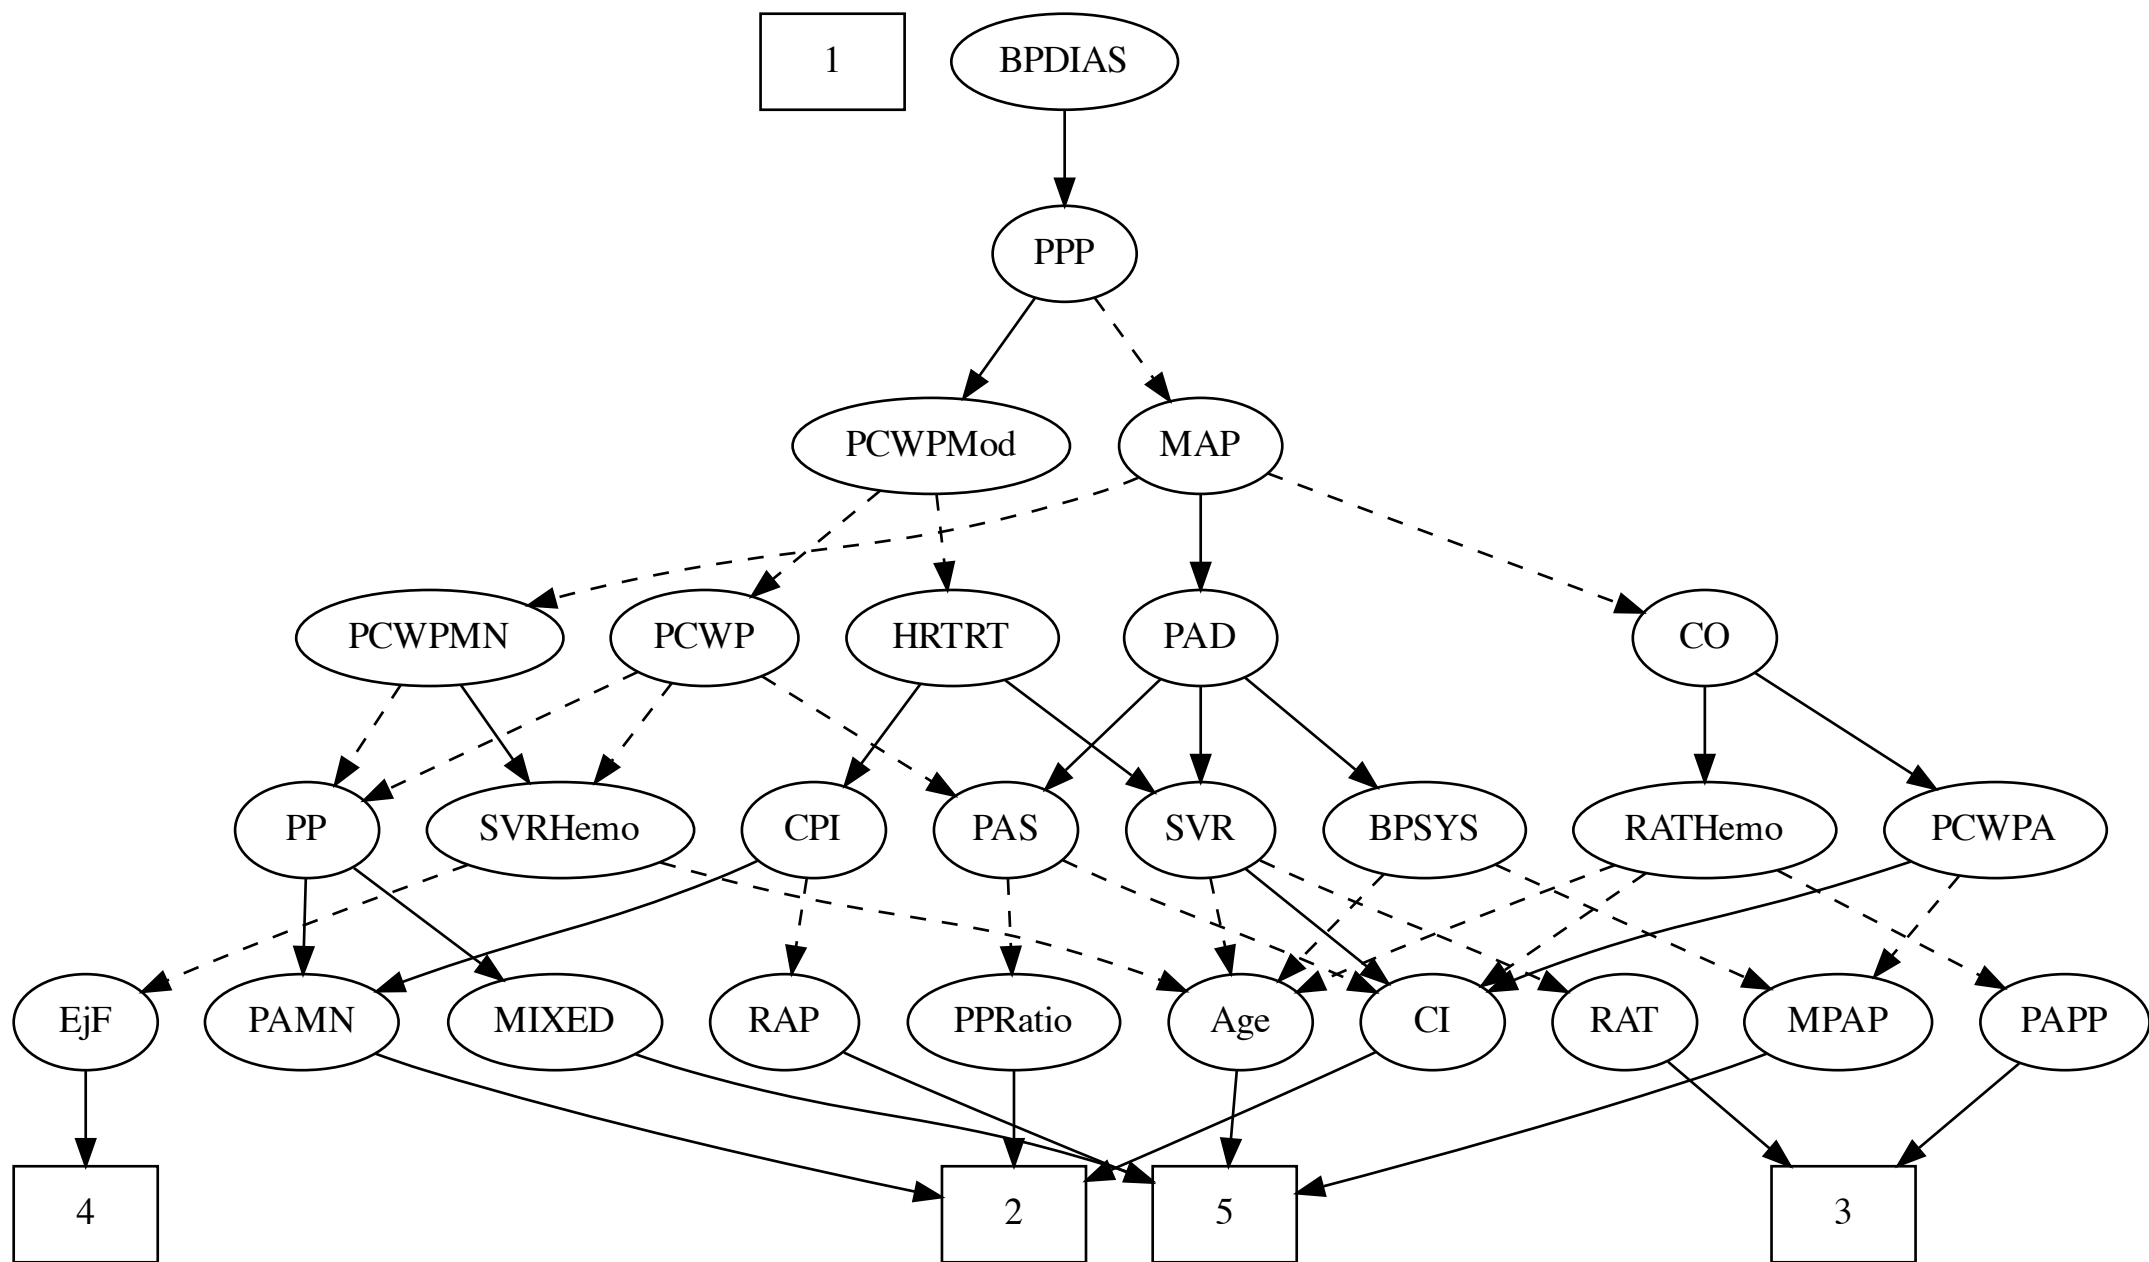 1
BPDIAS
PPP
PCWPMod
MAP
PCWPMN
PCWP
HRTRT
PAD
CO
PP
SVRHemo
CPI
PAS
SVR
BPSYS
RATHemo
PCWPA
EjF
PAMN
MIXED
RAP
PPRatio
Age
CI
RAT
MPAP
PAPP
4
2
5
3